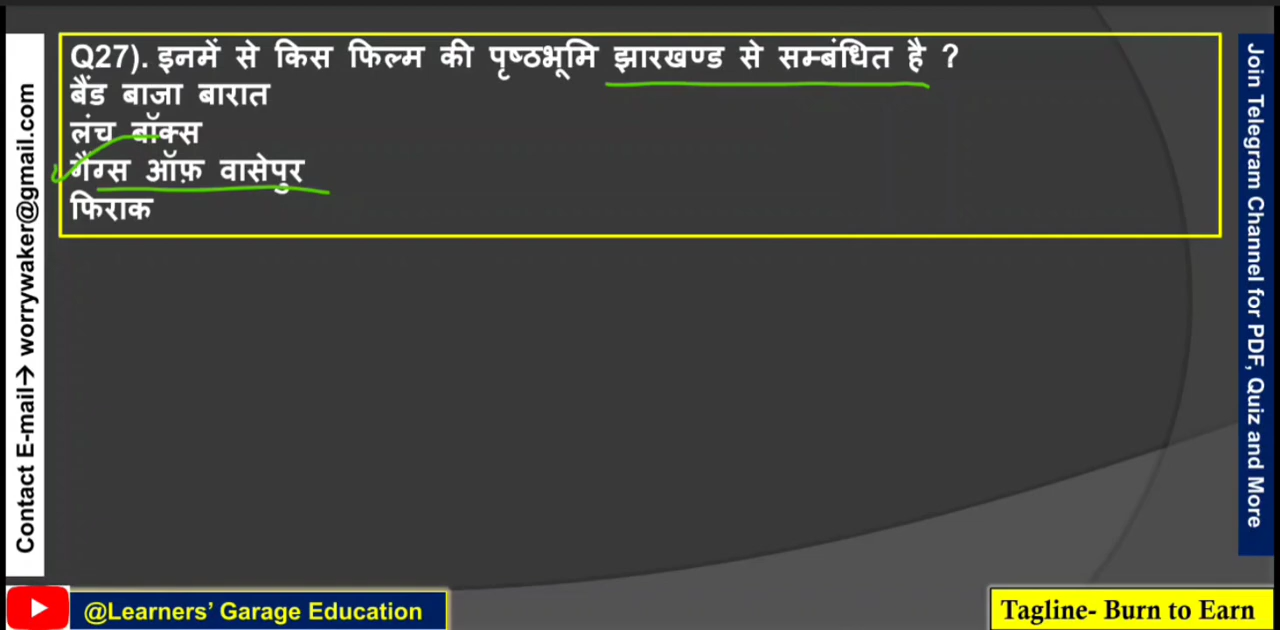 Q27). इनमें से किस फिल्म की पृष्ठभूमि झारखण्ड से सम्बंधित है ?
बैंड बाजा बारात
लंच बॉक्स
गैंग्स ऑफ़ वासेपुर
फिराक
Contact E-mail→ worrywaker@gmail.com
Join Telegram Channel for PDF, Quiz and More
@Learners’ Garage Education
Tagline- Burn to Earn